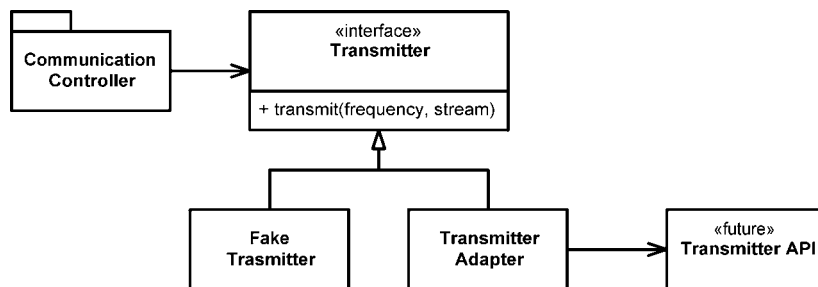 «interface»
Transmitter
Communication
Controller
+ transmit(frequency, stream)
Fake
Trasmitter
Transmitter
Adapter
«future»
Transmitter API